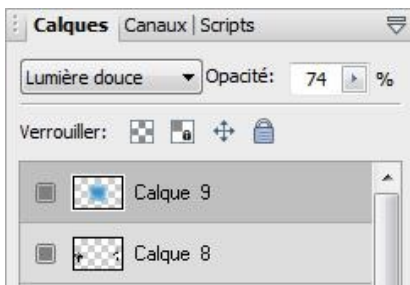 Calques Canaux | Scripts
Lumière douce Opacité: 74 %
Verrouiller:
Calque 9
Calque 8